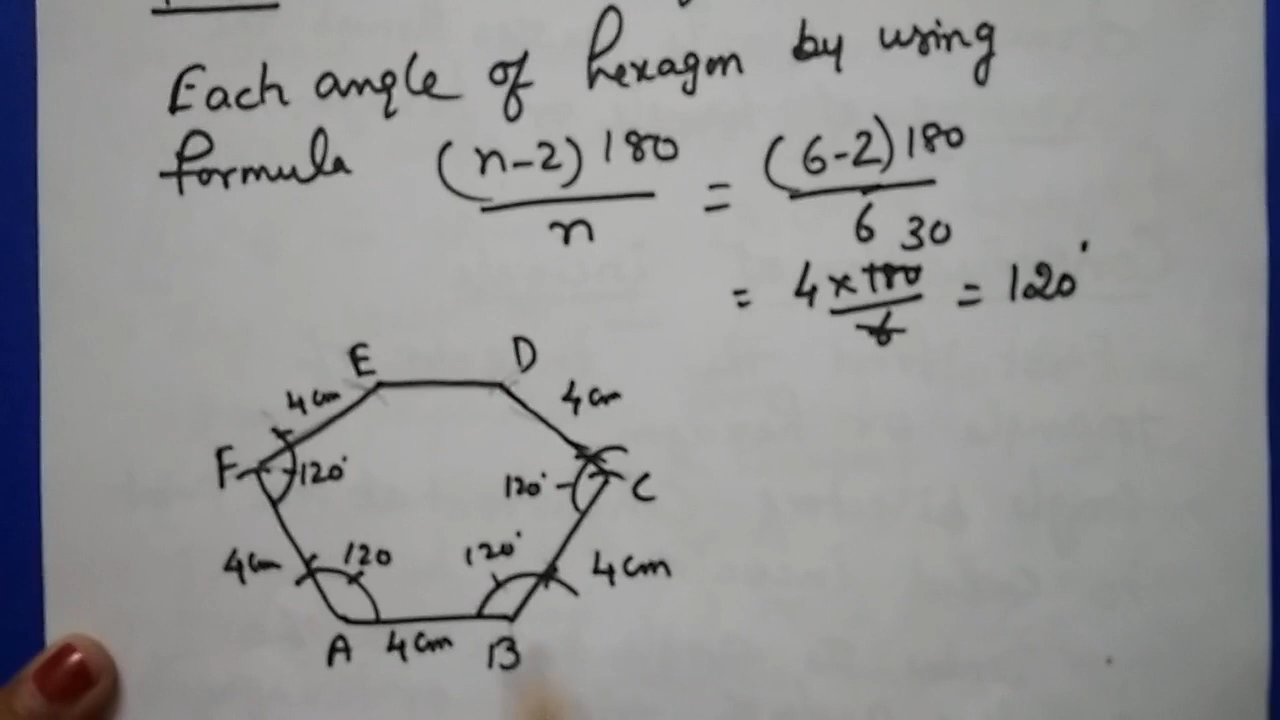 Each angle of hexagon by using
formula (n-2)180/n = (6-2)180/6
= 4×180/6 30 = 120°
E D
4cm 4cm
F 120° 120° C
4cm 120 120° 4cm
A 4cm B